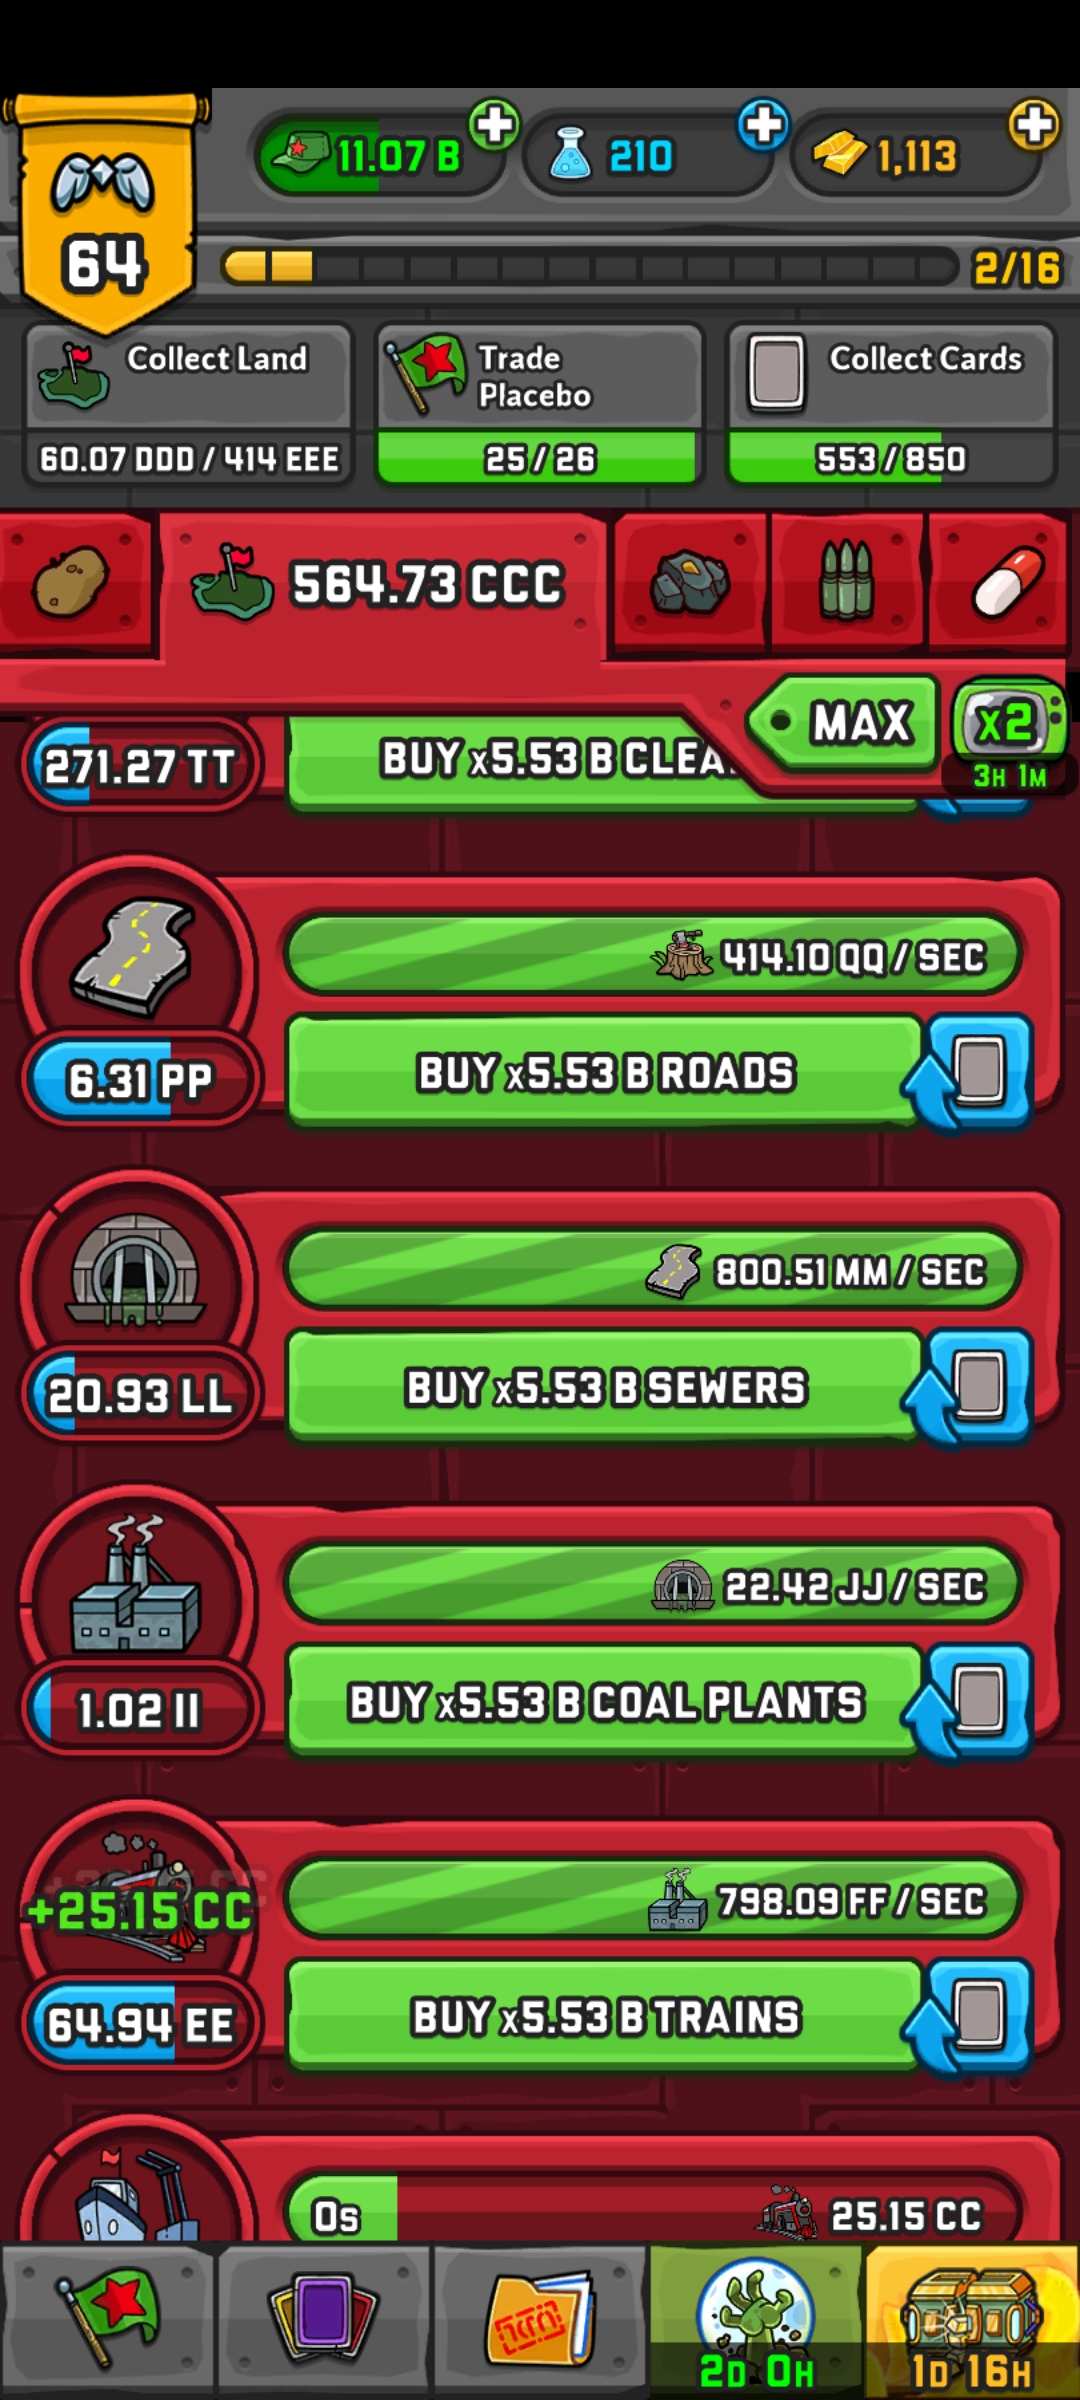 11.07 B
210
1,113
64
2/16
Collect Land
60.07 DDD / 414 EEE
Trade
Placebo
25/26
Collect Cards
553/850
564.73 CCC
MAX
x2
3H 1M
271.27 TT
BUY x5.53 B CLEA
414.10 QQ / SEC
6.31 PP
BUY x5.53 B ROADS
800.51 MM / SEC
20.93 LL
BUY x5.53 B SEWERS
22.42 JJ / SEC
1.02 II
BUY x5.53 B COAL PLANTS
+25.15 CC
798.09 FF / SEC
64.94 EE
BUY x5.53 B TRAINS
0s
25.15 CC
2D 0H
1D 16H